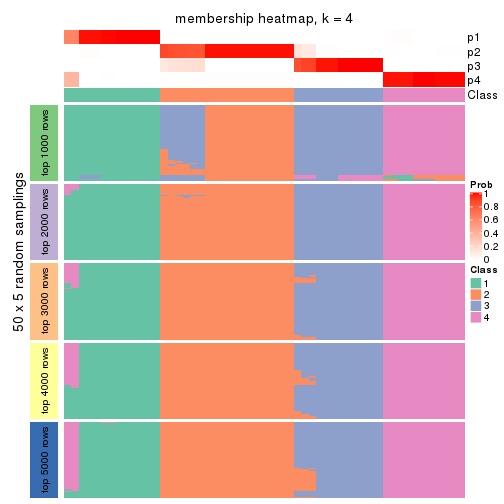 membership heatmap, k = 4
p1
p2
p3
p4
Class
50 x 5 random samplings
top 1000 rows
top 2000 rows
top 3000 rows
top 4000 rows
top 5000 rows
Prob
1
0.8
0.6
0.4
0.2
0
Class
1
2
3
4